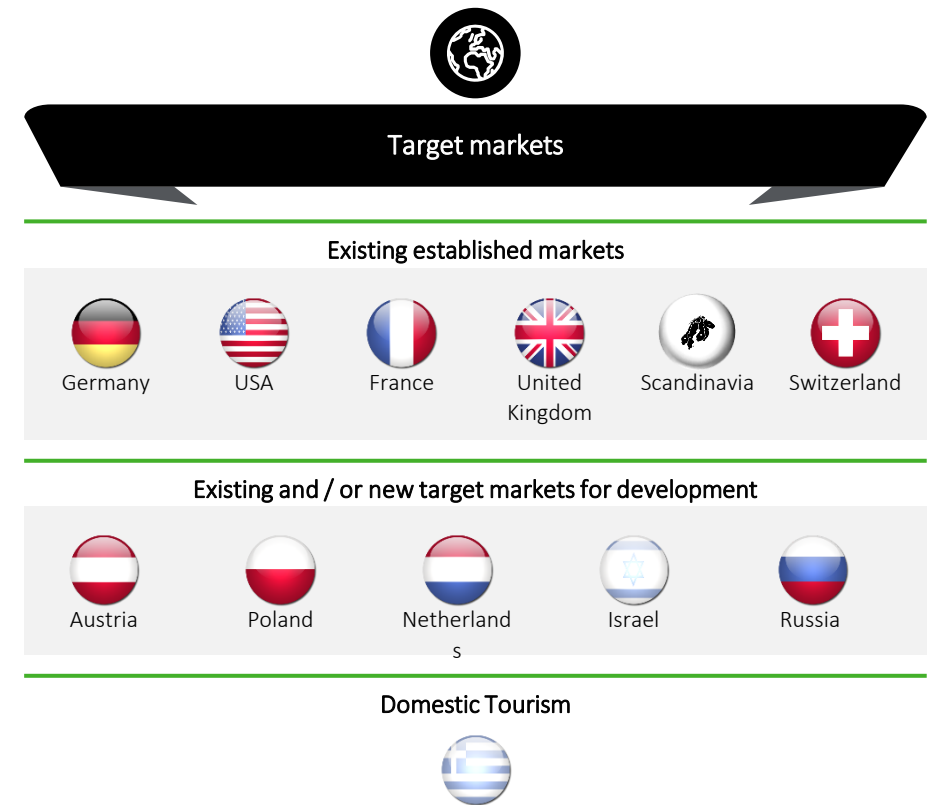 Target markets
Existing established markets
Germany
USA
France
United
Kingdom
Scandinavia
Switzerland
Existing and / or new target markets for development
Austria
Poland
Netherland
s
Israel
Russia
Domestic Tourism